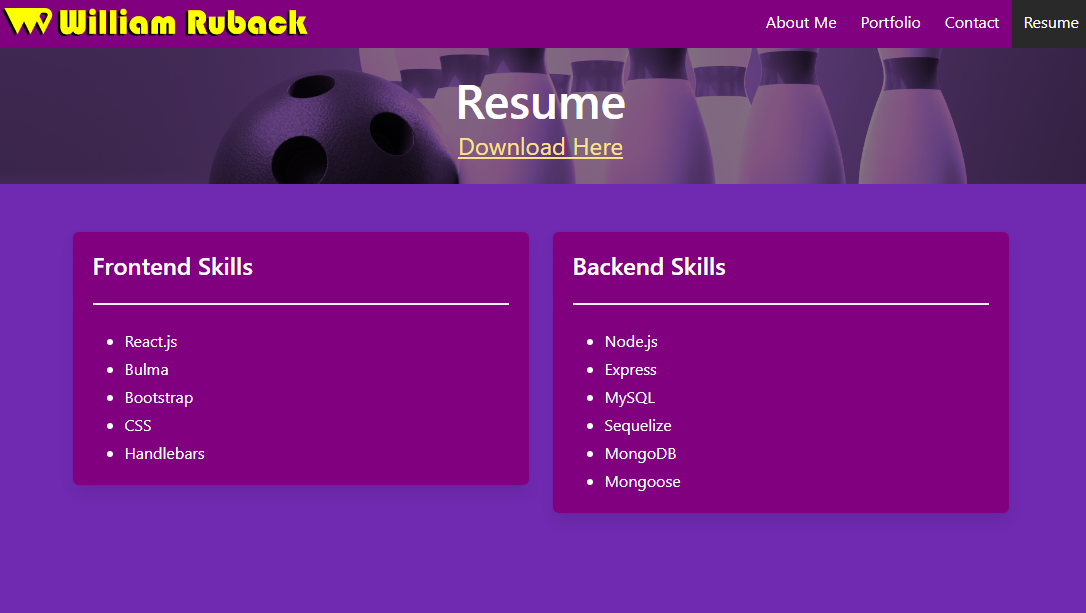 William Ruback
About Me Portfolio Contact Resume
Resume
Download Here
Frontend Skills
React.js
Bulma
Bootstrap
CSS
Handlebars
Backend Skills
Node.js
Express
MySQL
Sequelize
MongoDB
Mongoose